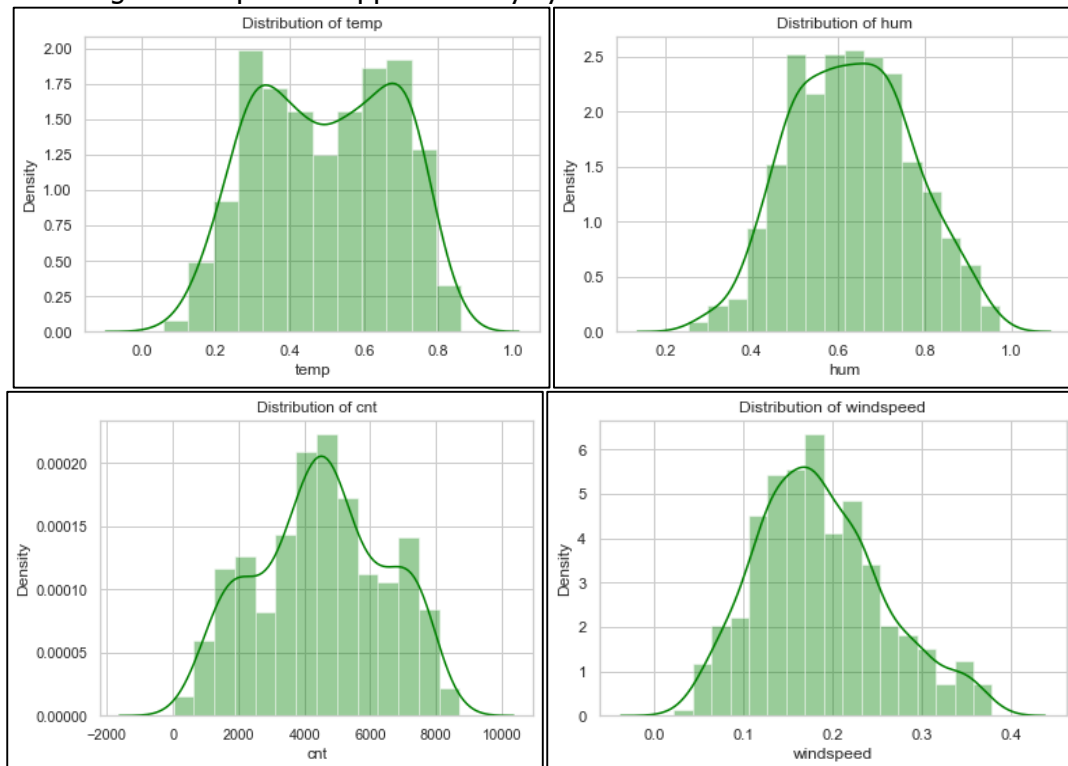 Distribution of temp
2.00
1.75
1.50
1.25
1.00
0.75
0.50
0.25
0.00
Density
0.0 0.2 0.4 0.6 0.8 1.0
temp
Distribution of hum
2.5
2.0
1.5
1.0
0.5
0.0
Density
0.2 0.4 0.6 0.8 1.0
hum
Distribution of cnt
0.00020
0.00015
0.00010
0.00005
0.00000
Density
−2000 0 2000 4000 6000 8000 10000
cnt
Distribution of windspeed
6
5
4
3
2
1
0
Density
0.0 0.1 0.2 0.3 0.4
windspeed